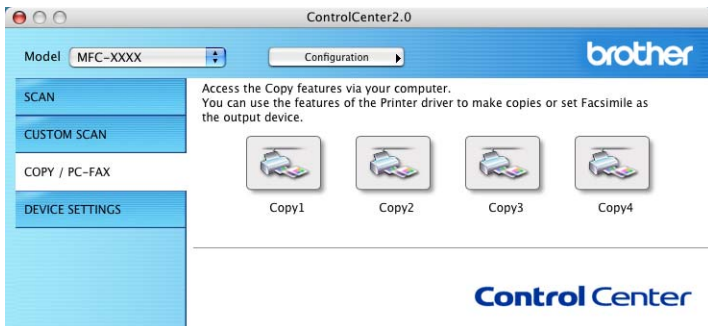 ControlCenter2.0
Model MFC-XXXX Configuration brother
SCAN
CUSTOM SCAN
COPY / PC-FAX
DEVICE SETTINGS
Access the Copy features via your computer.
You can use the features of the Printer driver to make copies or set Facsimile as
the output device.
Copy1 Copy2 Copy3 Copy4
Control Center